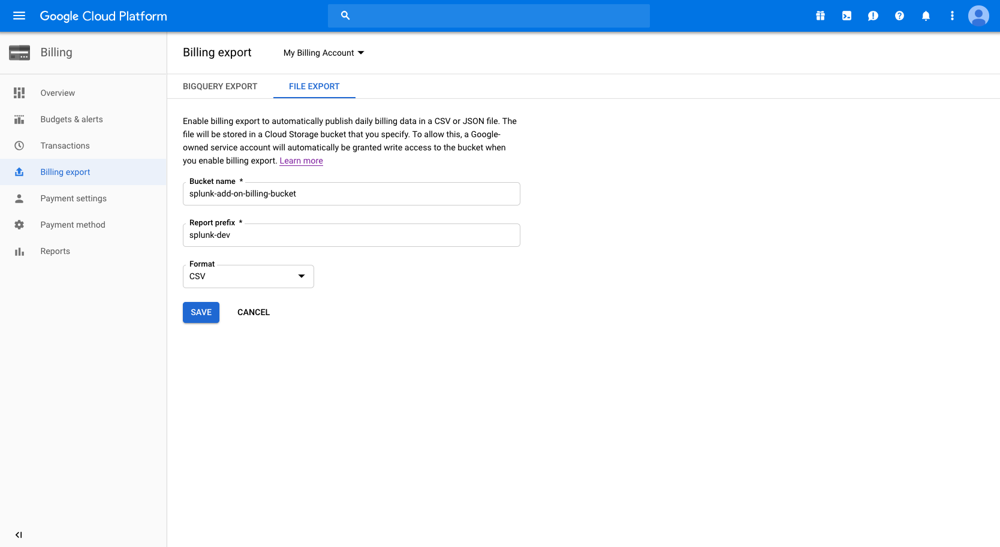 Google Cloud Platform
Billing
Billing export
My Billing Account
Overview
Budgets & alerts
Transactions
Billing export
Payment settings
Payment method
Reports
BIGQUERY EXPORT
FILE EXPORT
Enable billing export to automatically publish daily billing data in a CSV or JSON file. The
file will be stored in a Cloud Storage bucket that you specify. To allow this, a Google-
owned service account will automatically be granted write access to the bucket when
you enable billing export. Learn more
Bucket name *
splunk-add-on-billing-bucket
Report prefix *
splunk-dev
Format
CSV
SAVE
CANCEL